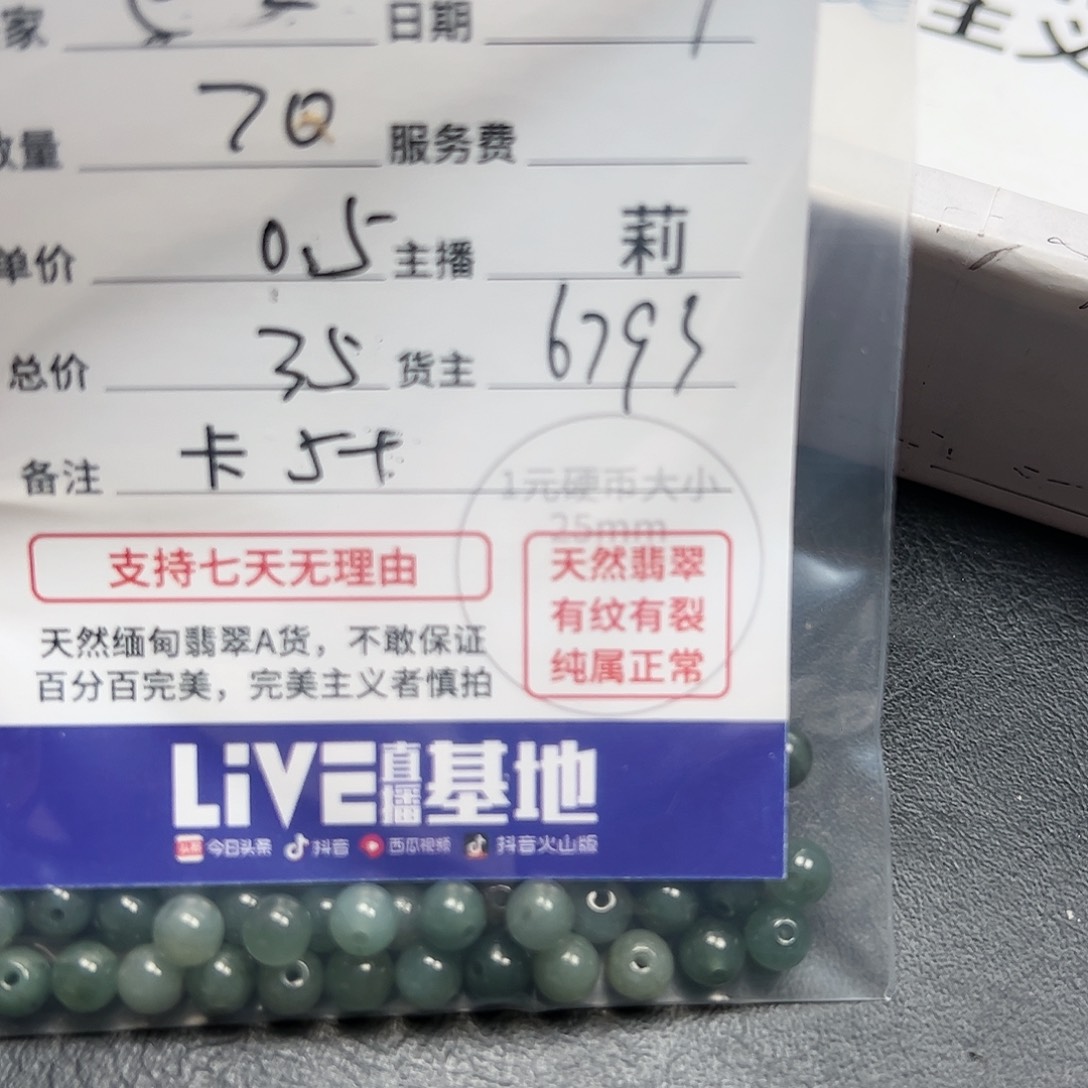 家 日期
数量 70 服务费
单价 0.5 主播 莉
总价 35 货主 6793
备注 卡 5+
1元硬币大小
25mm
支持七天无理由
天然缅甸翡翠A货，不敢保证
百分百完美，完美主义者慎拍
天然翡翠
有纹有裂
纯属正常
LiVE直播基地
头条 今日头条 抖音 西瓜视频 抖音火山版
主义